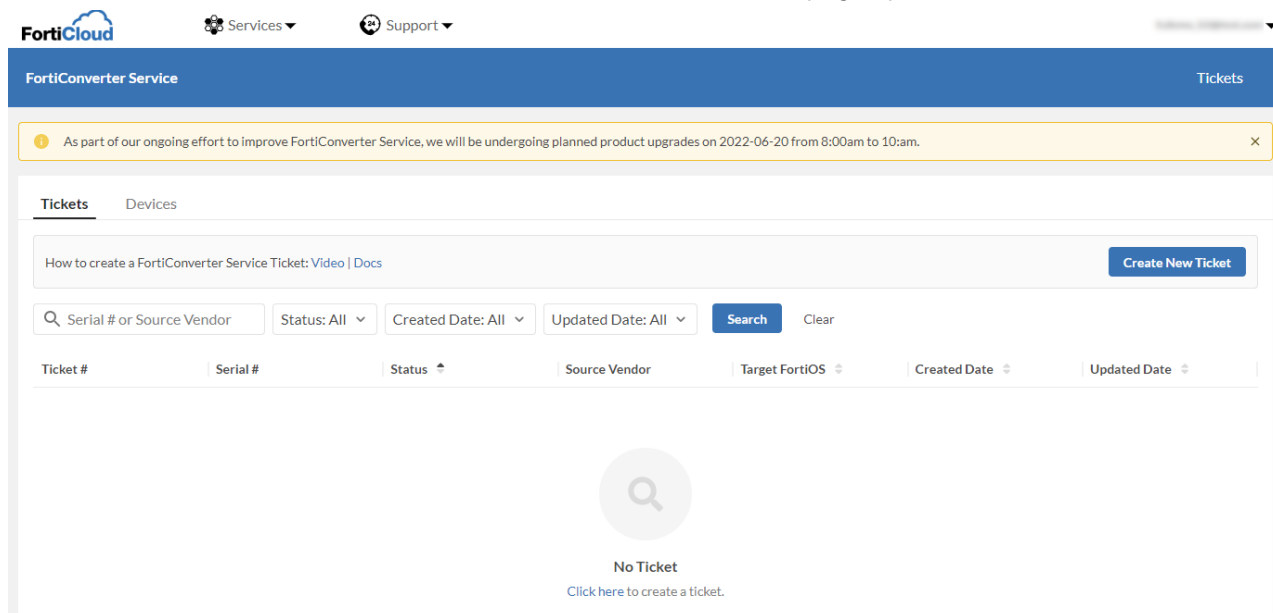 FortiCloud Services Support
FortiConverter Service Tickets
As part of our ongoing effort to improve FortiConverter Service, we will be undergoing planned product upgrades on 2022-06-20 from 8:00am to 10:am.
Tickets Devices
How to create a FortiConverter Service Ticket: Video | Docs Create New Ticket
Serial # or Source Vendor Status: All Created Date: All Updated Date: All Search Clear
Ticket # Serial # Status Source Vendor Target FortiOS Created Date Updated Date
No Ticket
Click here to create a ticket.